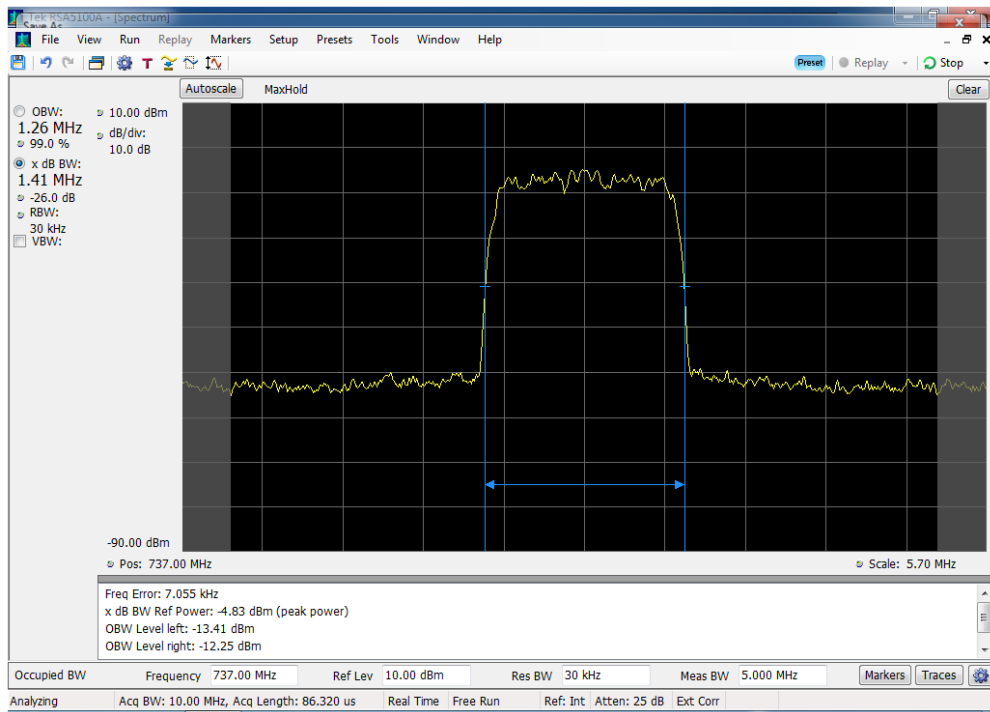 Tek RSA5100A - [Spectrum]
Save As
File View Run Replay Markers Setup Presets Tools Window Help
Preset Replay Stop
Autoscale MaxHold Clear
OBW:
1.26 MHz
99.0 %
x dB BW:
1.41 MHz
-26.0 dB
RBW:
30 kHz
VBW:
10.00 dBm
dB/div:
10.0 dB
-90.00 dBm
Pos: 737.00 MHz Scale: 5.70 MHz
Freq Error: 7.055 kHz
x dB BW Ref Power: -4.83 dBm (peak power)
OBW Level left: -13.41 dBm
OBW Level right: -12.25 dBm
Occupied BW Frequency 737.00 MHz Ref Lev 10.00 dBm Res BW 30 kHz Meas BW 5.000 MHz Markers Traces
Analyzing Acq BW: 10.00 MHz, Acq Length: 86.320 us Real Time Free Run Ref: Int Atten: 25 dB Ext Corr